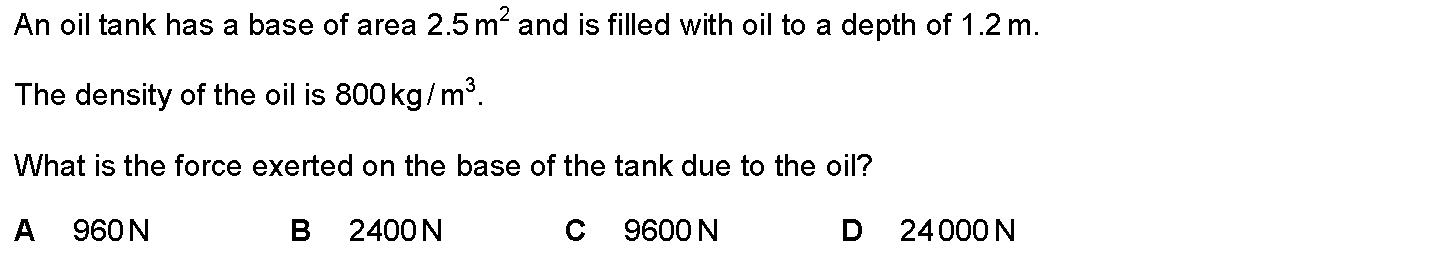 An oil tank has a base of area 2.5 m² and is filled with oil to a depth of 1.2 m.
The density of the oil is 800 kg / m³.
What is the force exerted on the base of the tank due to the oil?
A 960 N B 2400 N C 9600 N D 24 000 N